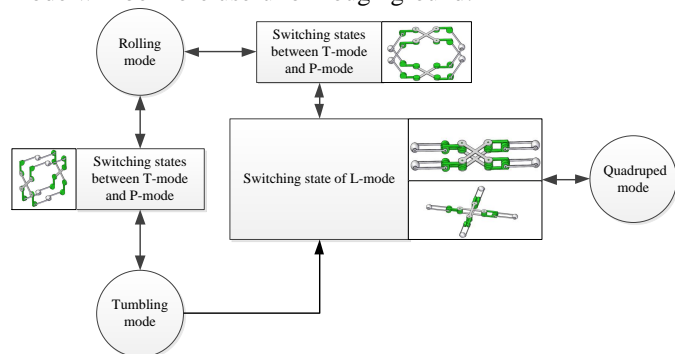 Rolling
mode
Switching states
between T-mode
and P-mode
Switching states
between T-mode
and P-mode
Switching state of L-mode
Quadruped
mode
Tumbling
mode